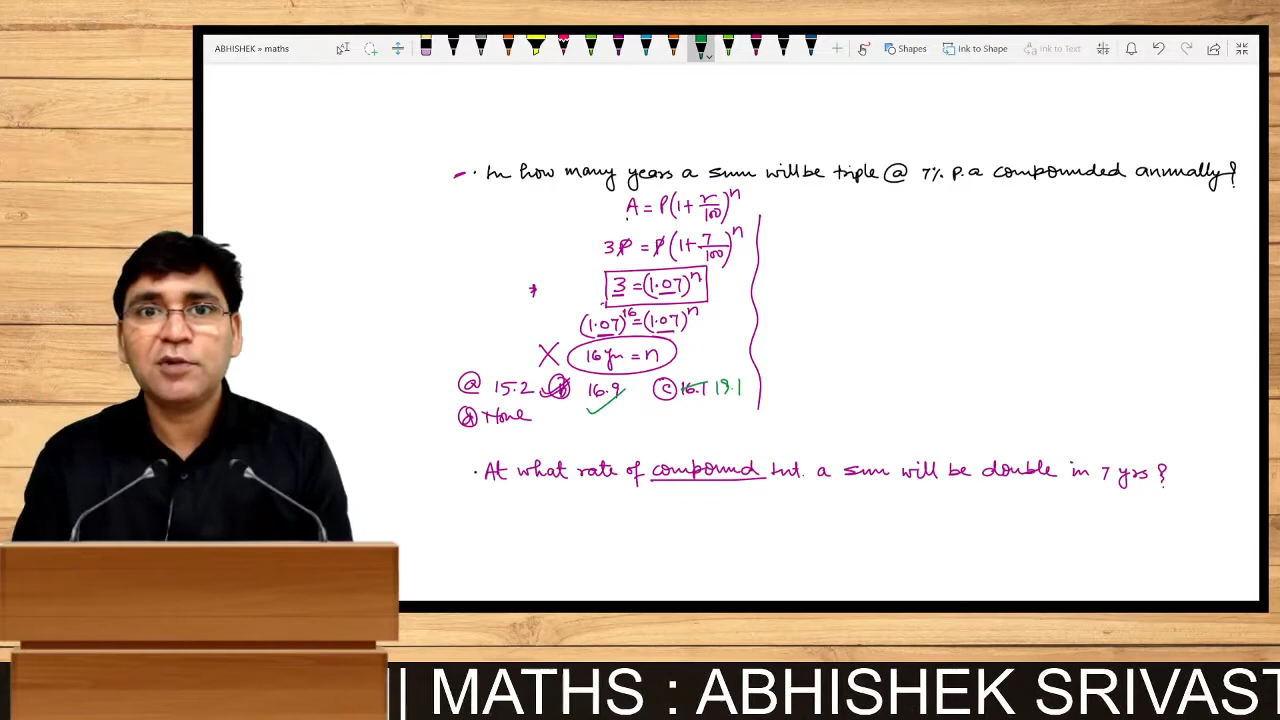 ABHISHEK » maths
Shapes
Ink to Shape
Ink to Text
- · In how many years a sum will be triple @ 7% p.a compounded annually?
A = P(1+ r/100)^n
3P = P(1+ 7/100)^n
3 = (1.07)^n
(1.07)^16 = (1.07)^n
X 16 yrs = n
(a) 15.2 (b) 16.9 (c) 16.1 19.1
(d) None
· At what rate of compound Int. a sum will be double in 7 yrs?
|| MATHS : ABHISHEK SRIVAST